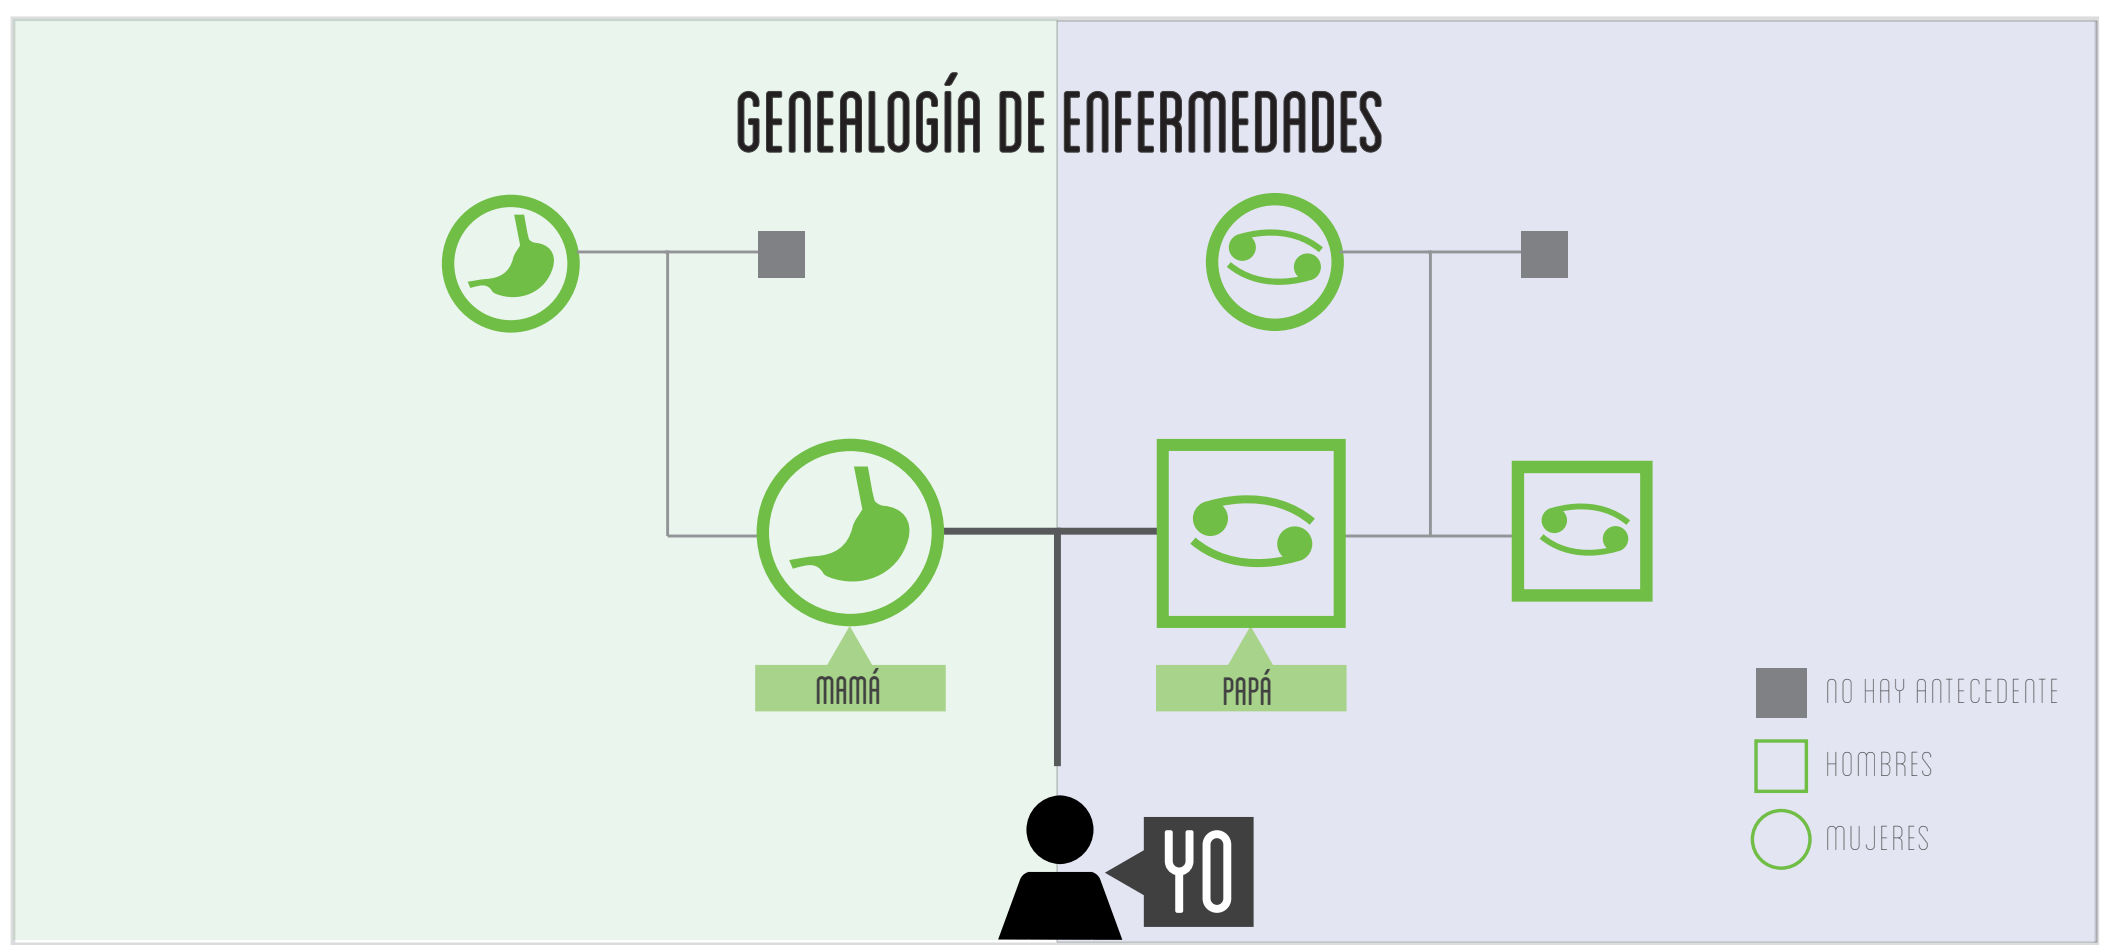 GENEALOGÍA DE ENFERMEDADES
MAMÁ
PAPÁ
NO HAY ANTECEDENTE
HOMBRES
MUJERES
YO